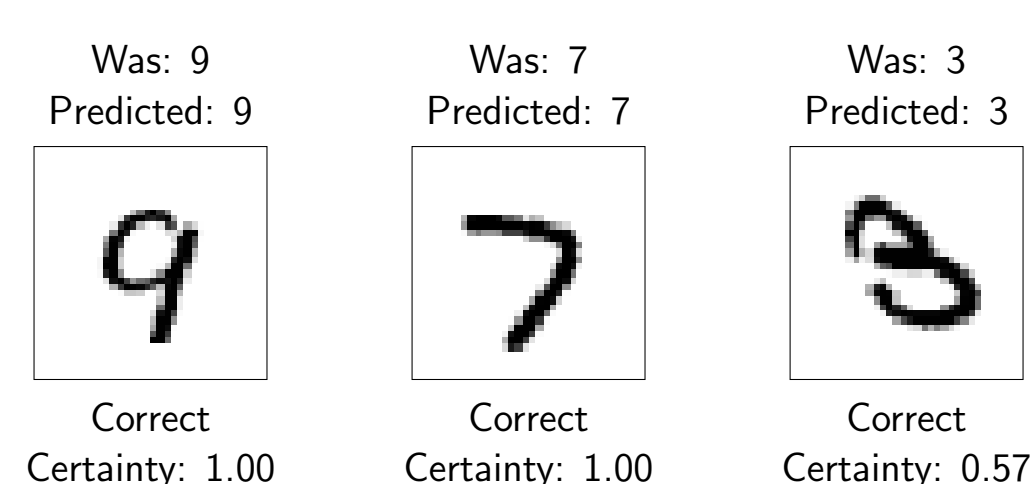 Was: 9
Predicted: 9
9
Correct
Certainty: 1.00
Was: 7
Predicted: 7
7
Correct
Certainty: 1.00
Was: 3
Predicted: 3
3
Correct
Certainty: 0.57